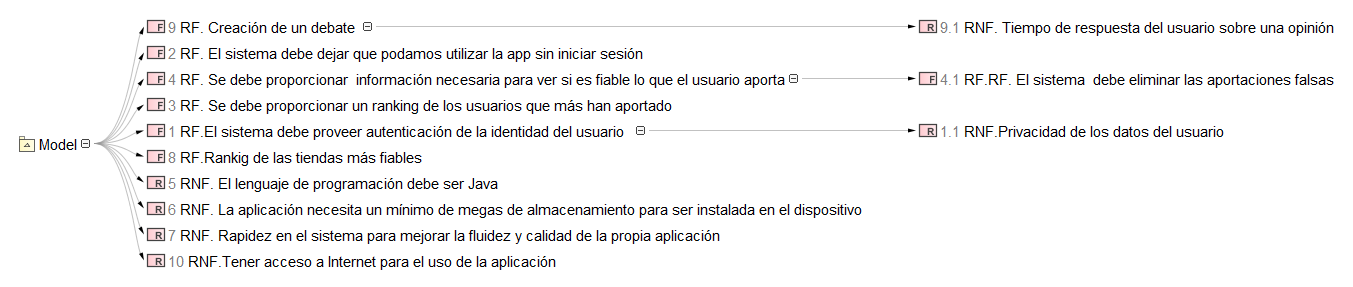 9 RF. Creación de un debate
9.1 RNF. Tiempo de respuesta del usuario sobre una opinión
2 RF. El sistema debe dejar que podamos utilizar la app sin iniciar sesión
4 RF. Se debe proporcionar información necesaria para ver si es fiable lo que el usuario aporta
4.1 RF.RF. El sistema debe eliminar las aportaciones falsas
3 RF. Se debe proporcionar un ranking de los usuarios que más han aportado
1 RF.El sistema debe proveer autenticación de la identidad del usuario
1.1 RNF.Privacidad de los datos del usuario
Model
8 RF.Rankig de las tiendas más fiables
5 RNF. El lenguaje de programación debe ser Java
6 RNF. La aplicación necesita un mínimo de megas de almacenamiento para ser instalada en el dispositivo
7 RNF. Rapidez en el sistema para mejorar la fluidez y calidad de la propia aplicación
10 RNF.Tener acceso a Internet para el uso de la aplicación